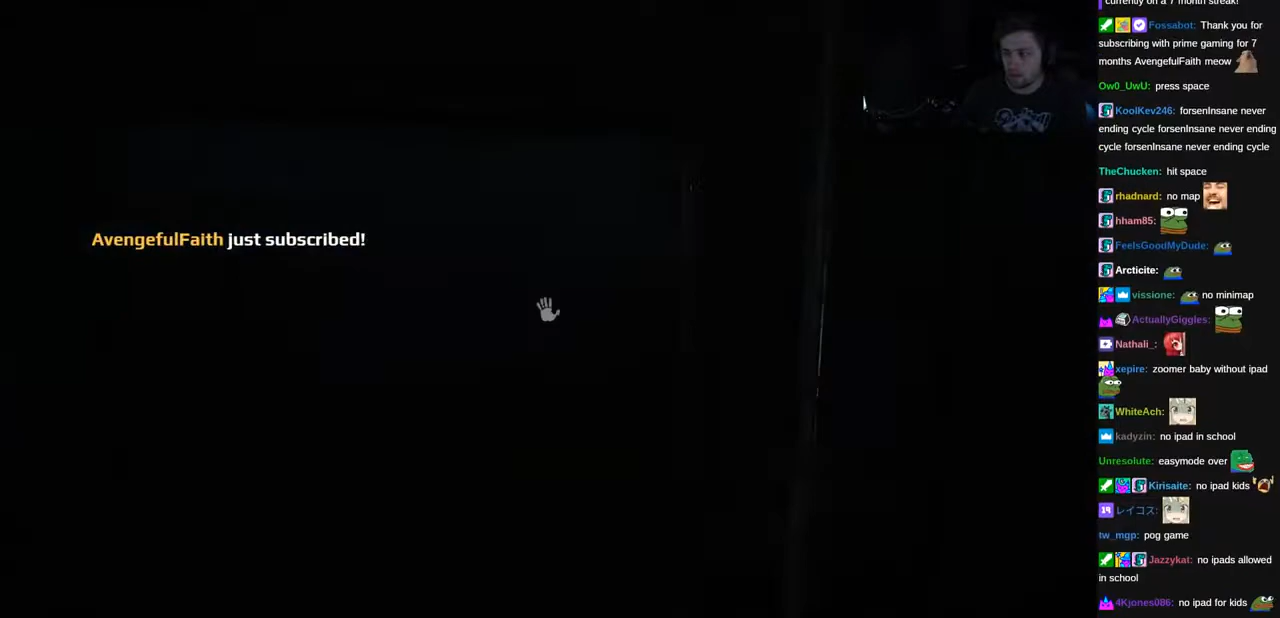 currently on a 7 month streak!
Fossabot: Thank you for
subscribing with prime gaming for 7
months AvengefulFaith meow
Ow0_UwU: press space
KoolKev246: forsenInsane never
ending cycle forsenInsane never ending
cycle forsenInsane never ending cycle
TheChucken: hit space
rhadnard: no map
hham85:
FeelsGoodMyDude:
Arcticite:
vissione: no minimap
ActuallyGiggles:
Nathali_:
xepire: zoomer baby without ipad
WhiteAch:
kadyzin: no ipad in school
Unresolute: easymode over
Kirisaite: no ipad kids
レイコス:
tw_mgp: pog game
Jazzykat: no ipads allowed
in school
4Kjones086: no ipad for kids
AvengefulFaith just subscribed!